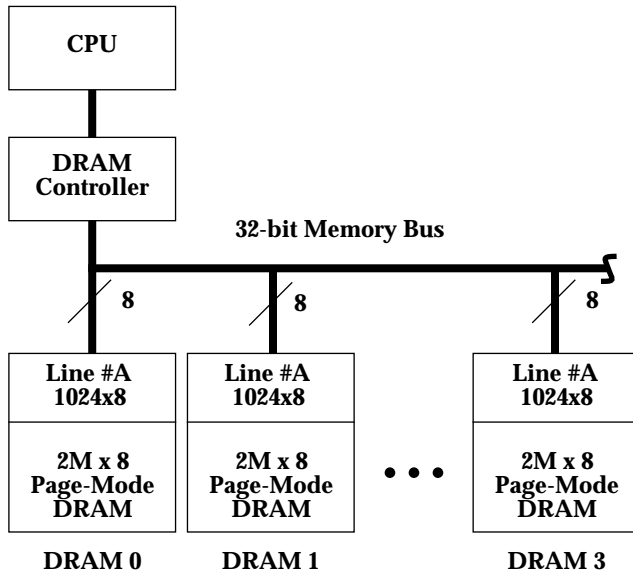 CPU
DRAM
Controller
32-bit Memory Bus
8
8
8
Line #A
1024x8
Line #A
1024x8
Line #A
1024x8
2M x 8
Page-Mode
DRAM
2M x 8
Page-Mode
DRAM
2M x 8
Page-Mode
DRAM
DRAM 0
DRAM 1
DRAM 3